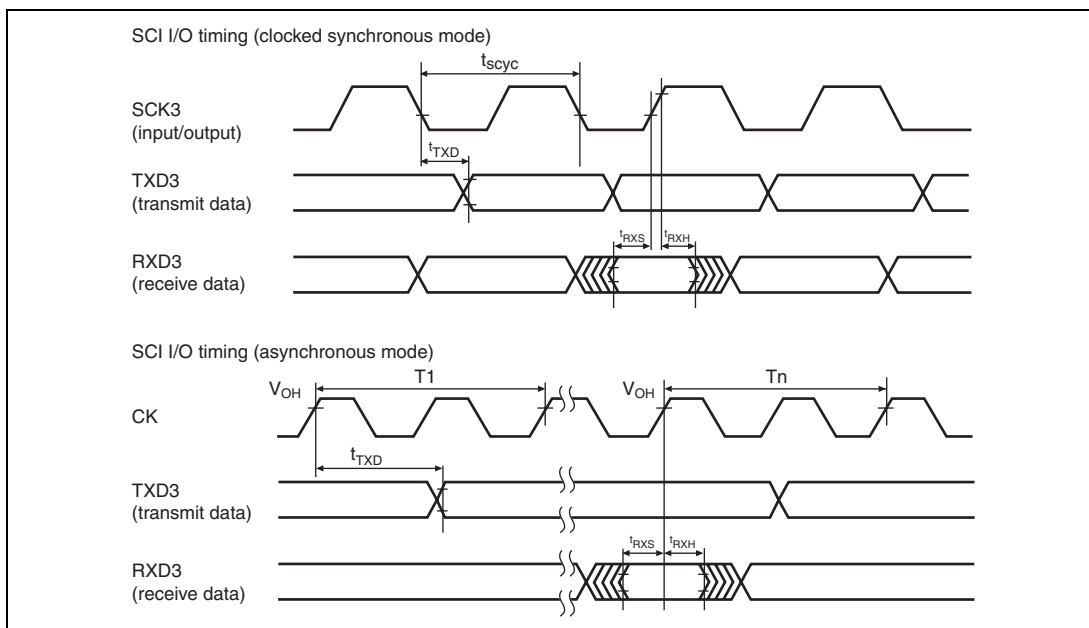 SCI I/O timing (clocked synchronous mode)
tscyc
SCK3
(input/output)
tTXD
TXD3
(transmit data)
tRXS
tRXH
RXD3
(receive data)
SCI I/O timing (asynchronous mode)
VOH
T1
VOH
Tn
CK
tTXD
TXD3
(transmit data)
tRXS
tRXH
RXD3
(receive data)